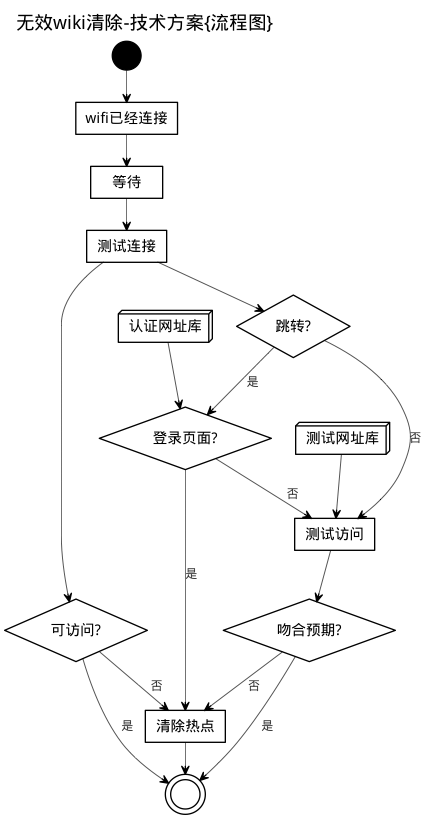 无效wiki清除-技术方案{流程图}
wifi已经连接
等待
测试连接
认证网址库
跳转?
是
登录页面?
测试网址库
否
否
测试访问
是
可访问?
吻合预期?
否
否
清除热点
是
是